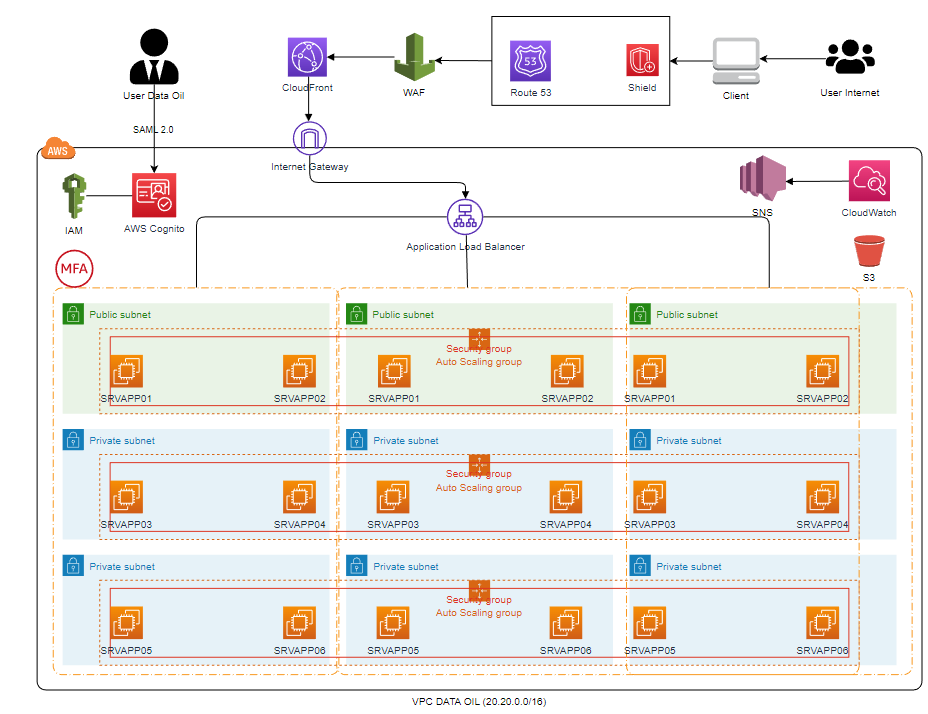 User Data Oil
CloudFront
WAF
53
Route 53
Shield
Client
User Internet
SAML 2.0
AWS
Internet Gateway
IAM
AWS Cognito
SNS
CloudWatch
Application Load Balancer
MFA
S3
Public subnet
Public subnet
Public subnet
Security group
Auto Scaling group
SRVAPP01
SRVAPP02
SRVAPP01
SRVAPP02
SRVAPP01
SRVAPP02
Private subnet
Private subnet
Private subnet
Security group
Auto Scaling group
SRVAPP03
SRVAPP04
SRVAPP03
SRVAPP04
SRVAPP03
SRVAPP04
Private subnet
Private subnet
Private subnet
Security group
Auto Scaling group
SRVAPP05
SRVAPP06
SRVAPP05
SRVAPP06
SRVAPP05
SRVAPP06
VPC DATA OIL (20.20.0.0/16)